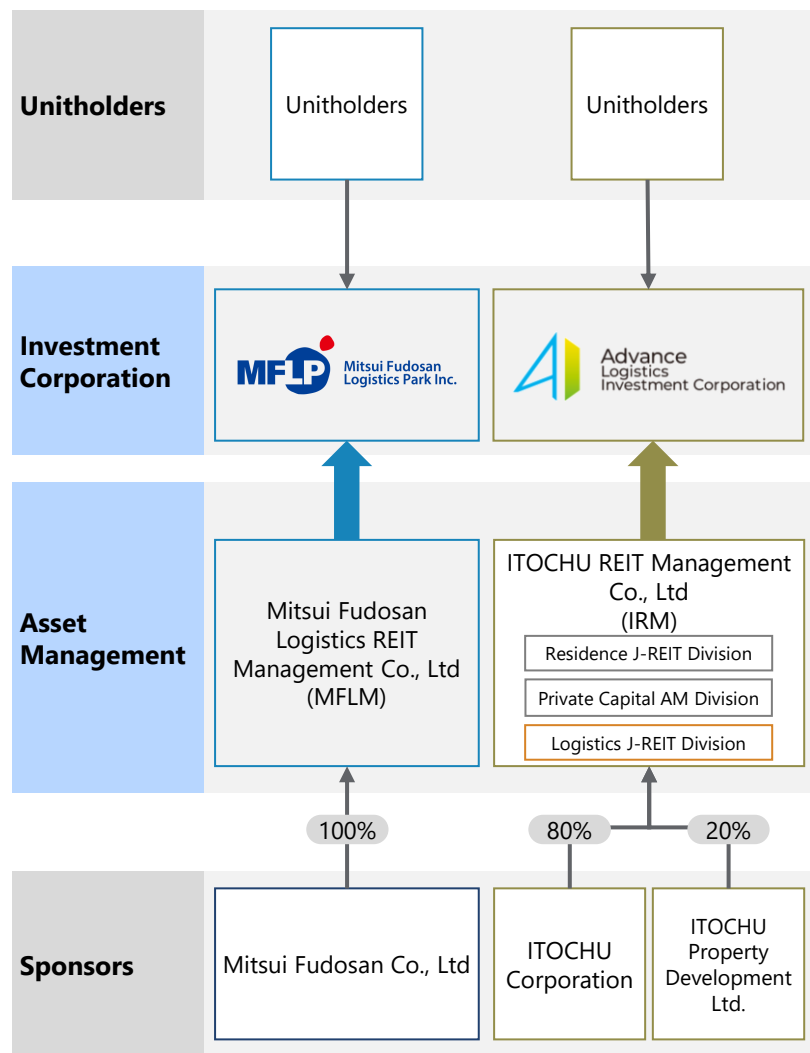 Unitholders
Unitholders
Unitholders
Investment
Corporation
MFLP
Mitsui Fudosan
Logistics Park Inc.
Advance
Logistics
Investment Corporation
Asset
Management
Mitsui Fudosan
Logistics REIT
Management Co., Ltd
(MFLM)
ITOCHU REIT Management
Co., Ltd
(IRM)
Residence J-REIT Division
Private Capital AM Division
Logistics J-REIT Division
100%
80%
20%
Sponsors
Mitsui Fudosan Co., Ltd
ITOCHU
Corporation
ITOCHU
Property
Development
Ltd.